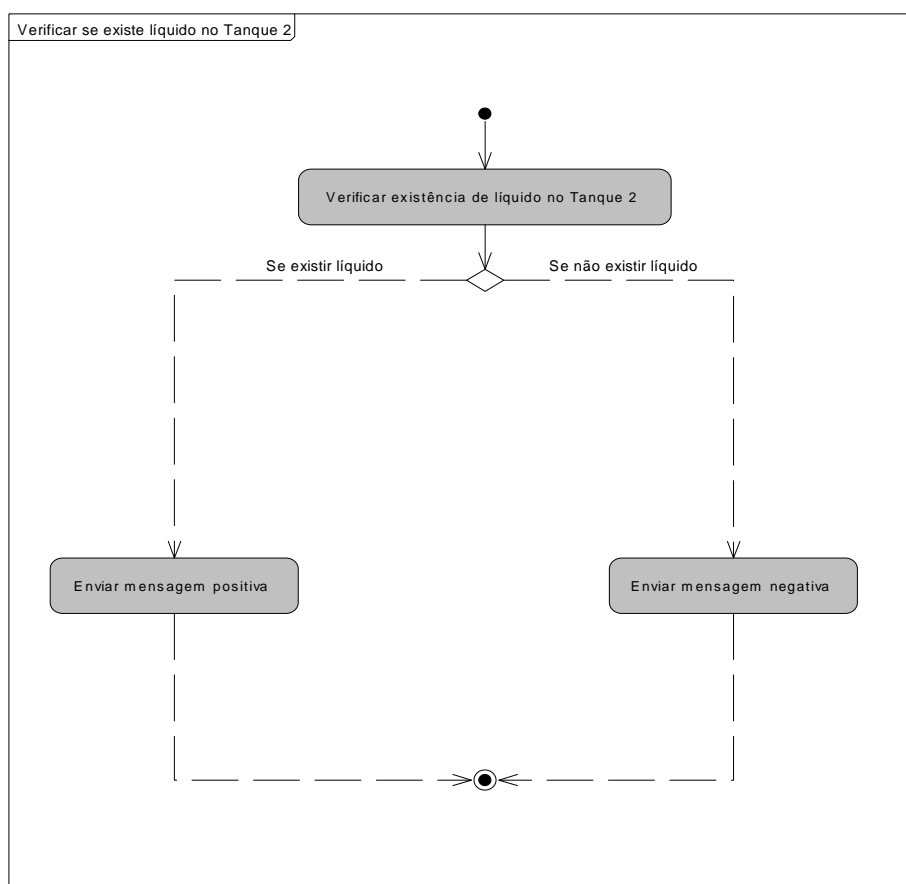 Verificar se existe líquido no Tanque 2
Verificar existência de líquido no Tanque 2
Se existir líquido
Se não existir líquido
Enviar mensagem positiva
Enviar mensagem negativa